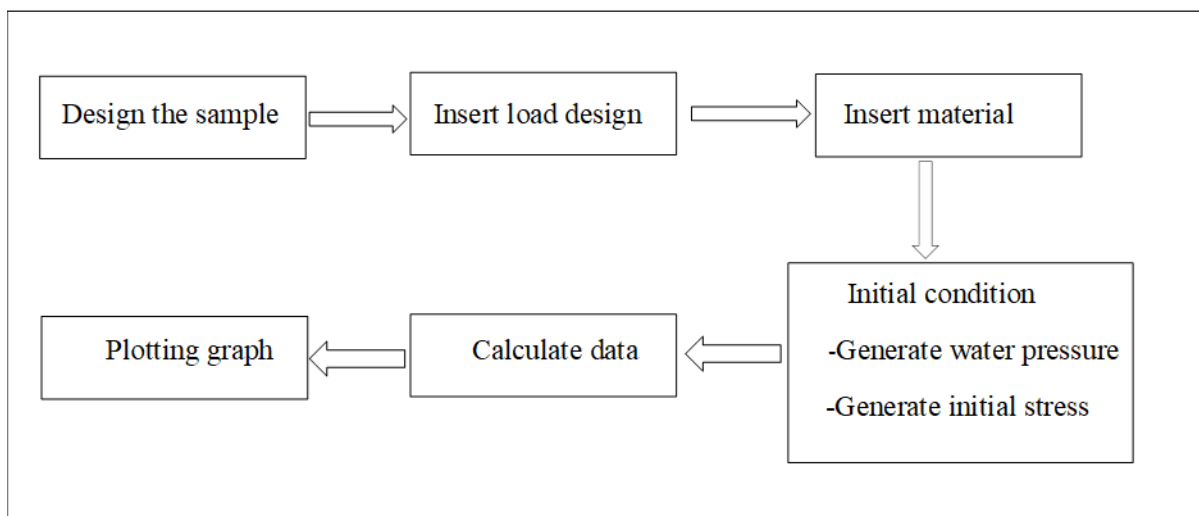 Design the sample
Insert load design
Insert material
Initial condition
-Generate water pressure
-Generate initial stress
Calculate data
Plotting graph